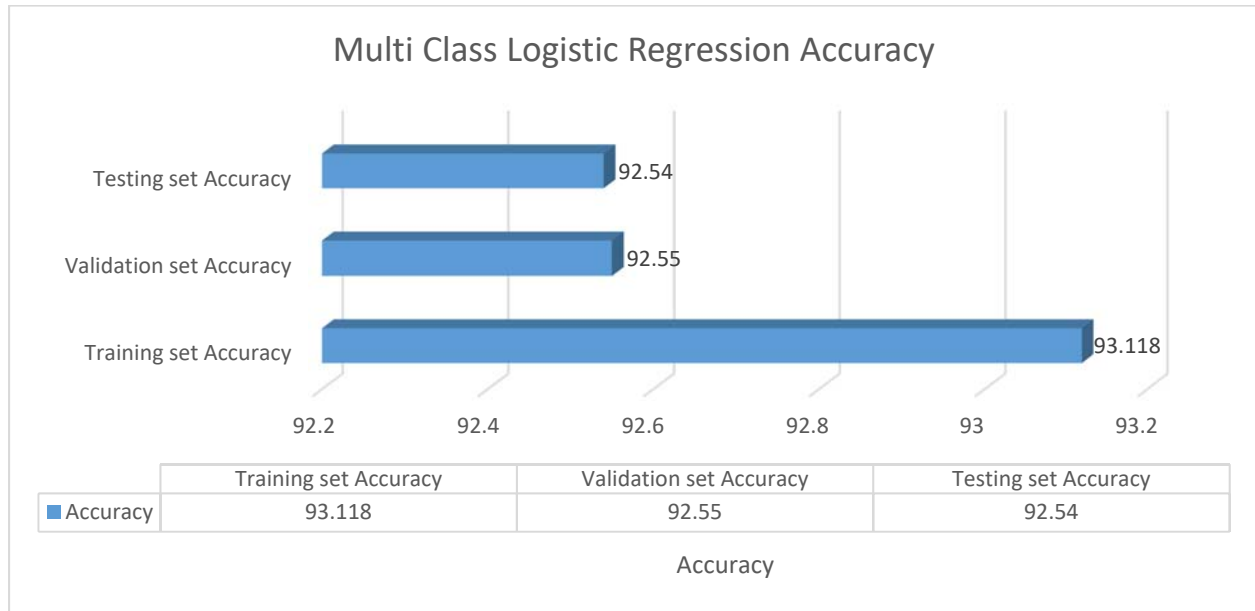 Multi Class Logistic Regression Accuracy
Testing set Accuracy
92.54
Validation set Accuracy
92.55
Training set Accuracy
93.118
92.2 92.4 92.6 92.8 93 93.2
Training set Accuracy Validation set Accuracy Testing set Accuracy
Accuracy 93.118 92.55 92.54
Accuracy